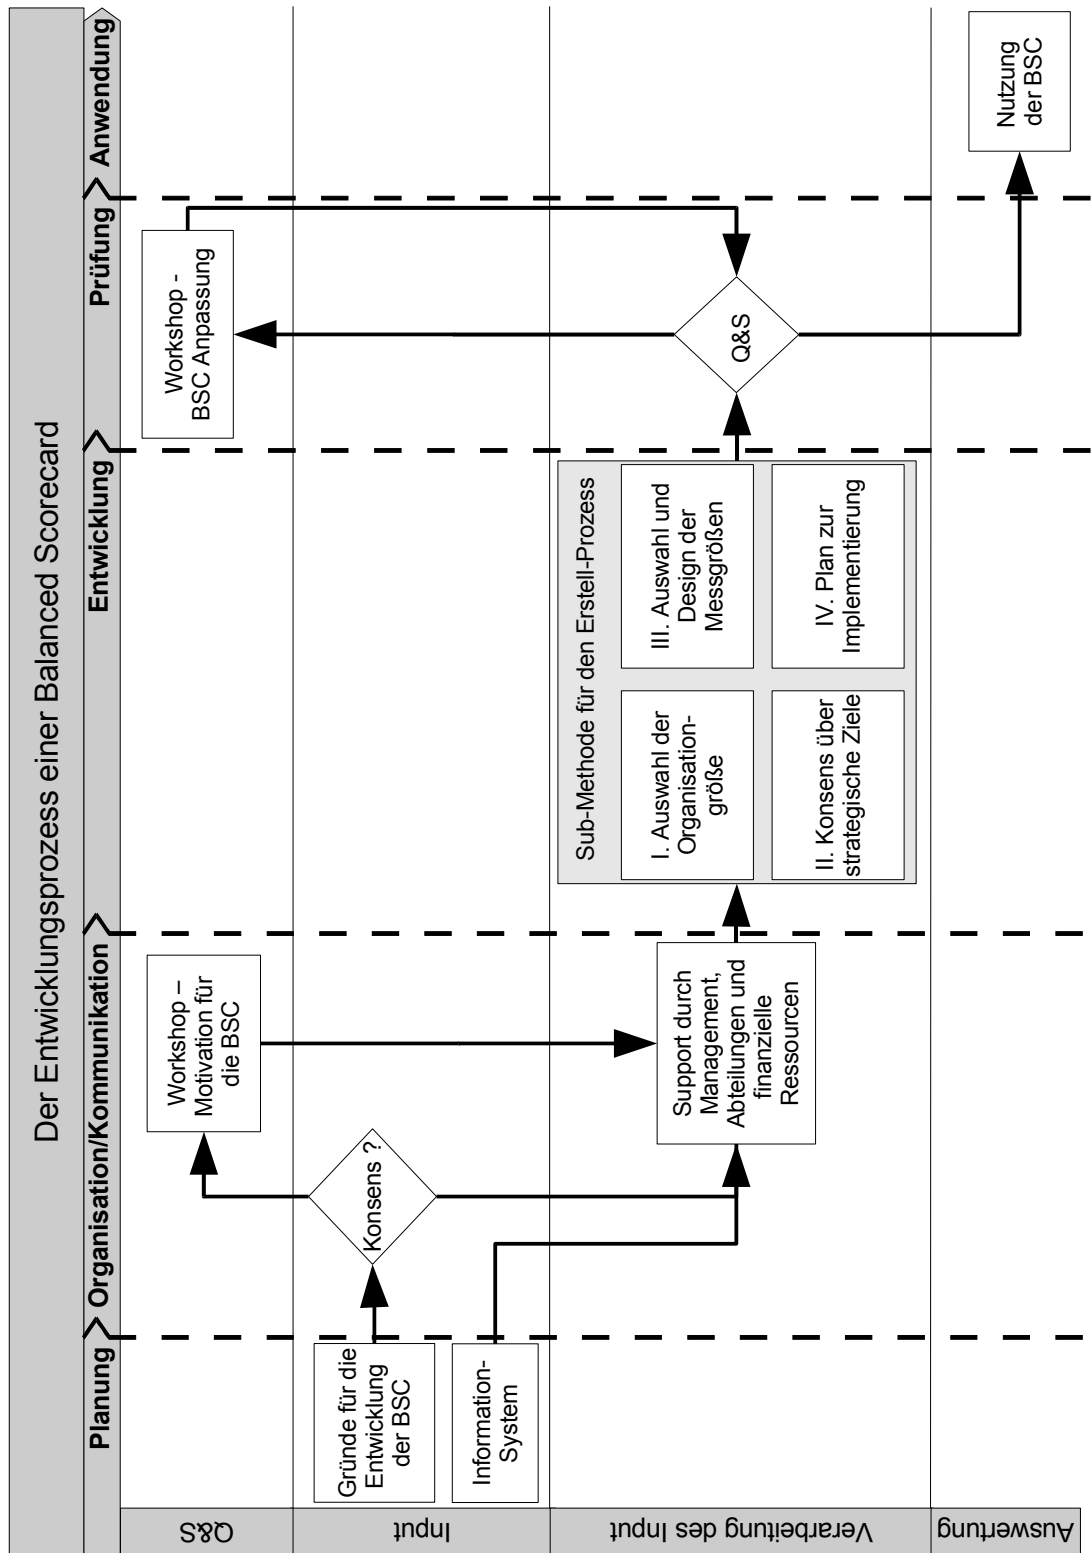 Der Entwicklungsprozess einer Balanced Scorecard
Planung
Organisation/Kommunikation
Entwicklung
Prüfung
Anwendung
Q&S
Workshop –
Motivation für
die BSC
Workshop -
BSC Anpassung
Input
Gründe für die
Entwicklung
der BSC
Konsens ?
Information-
System
Verarbeitung des Input
Support durch
Management,
Abteilungen und
finanzielle
Ressourcen
Sub-Methode für den Erstell-Prozess
I. Auswahl der
Organisation-
größe
III. Auswahl und
Design der
Messgrößen
II. Konsens über
strategische Ziele
IV. Plan zur
Implementierung
Q&S
Auswertung
Nutzung
der BSC